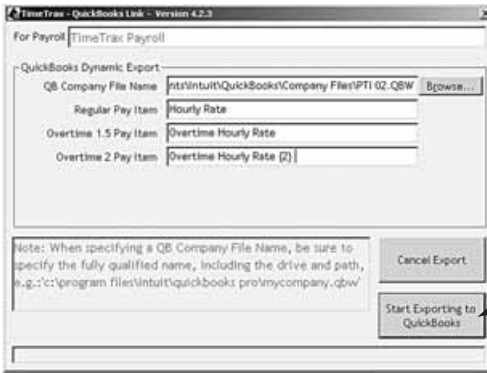 TimeTrax - QuickBooks Link - Version 4.2.3
For Payroll TimeTrax Payroll
QuickBooks Dynamic Export
QB Company File Name nts\Intuit\QuickBooks\Company Files\PTI 02.QBW Browse...
Regular Pay Item Hourly Rate
Overtime 1.5 Pay Item Overtime Hourly Rate
Overtime 2 Pay Item Overtime Hourly Rate (2)
Note: When specifying a QB Company File Name, be sure to
specify the fully qualified name, including the drive and path,
e.g.:'c:\program files\intuit\quickbooks pro\mycompany.qbw'
Cancel Export
Start Exporting to
QuickBooks